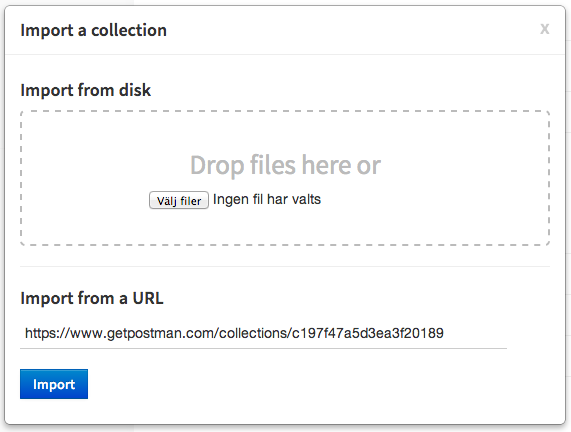 Import a collection
x
Import from disk
Drop files here or
Välj filer Ingen fil har valts
Import from a URL
https://www.getpostman.com/collections/c197f47a5d3ea3f20189
Import